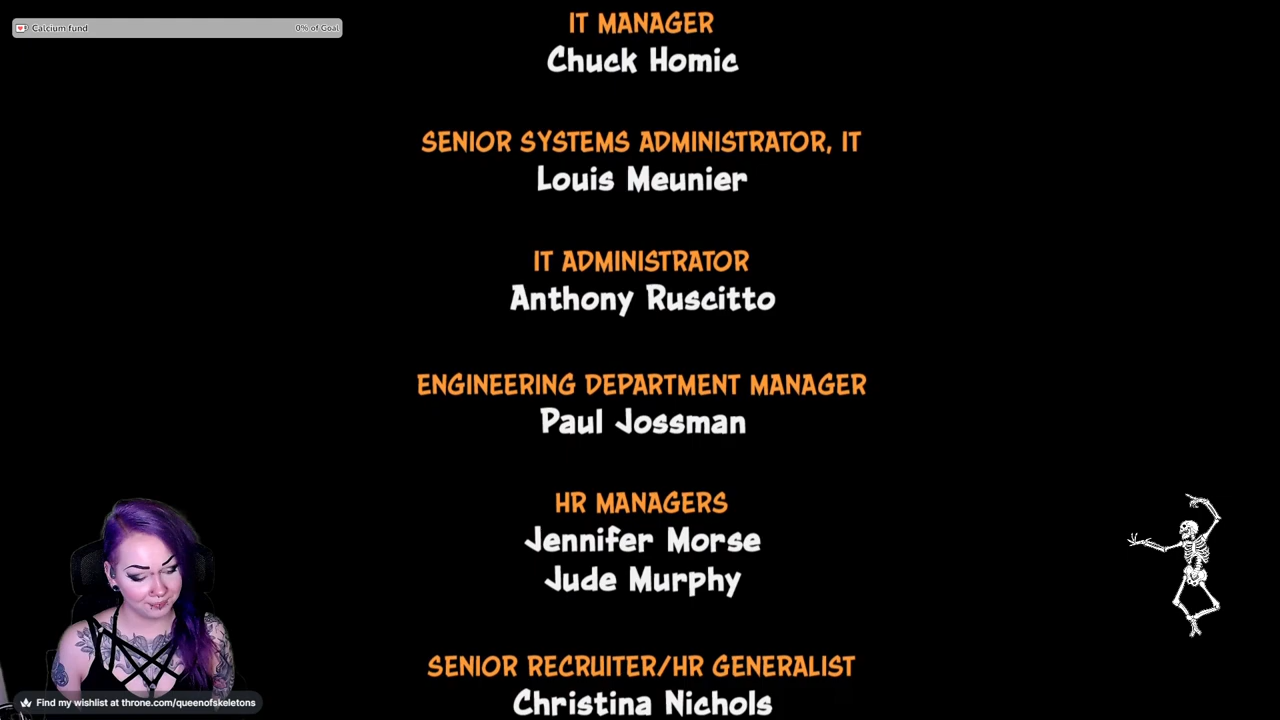 Calcium fund 0% of Goal
IT MANAGER
Chuck Homic
SENIOR SYSTEMS ADMINISTRATOR, IT
Louis Meunier
IT ADMINISTRATOR
Anthony Ruscitto
ENGINEERING DEPARTMENT MANAGER
Paul Jossman
HR MANAGERS
Jennifer Morse
Jude Murphy
SENIOR RECRUITER/HR GENERALIST
Christina Nichols
Find my wishlist at throne.com/queenofskeletons